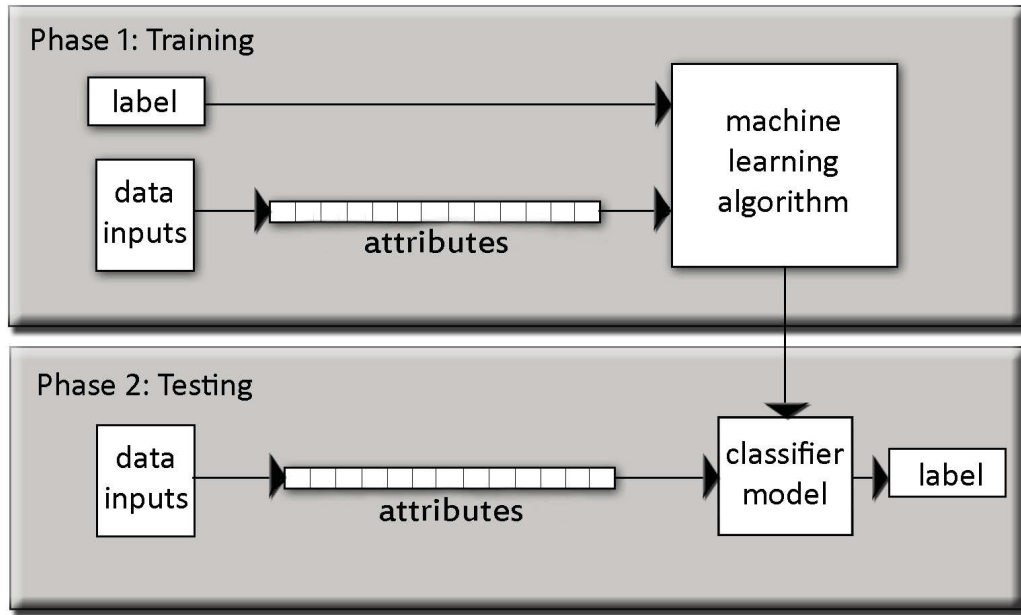 Phase 1: Training
label
data
inputs
attributes
machine
learning
algorithm
Phase 2: Testing
data
inputs
attributes
classifier
model
label